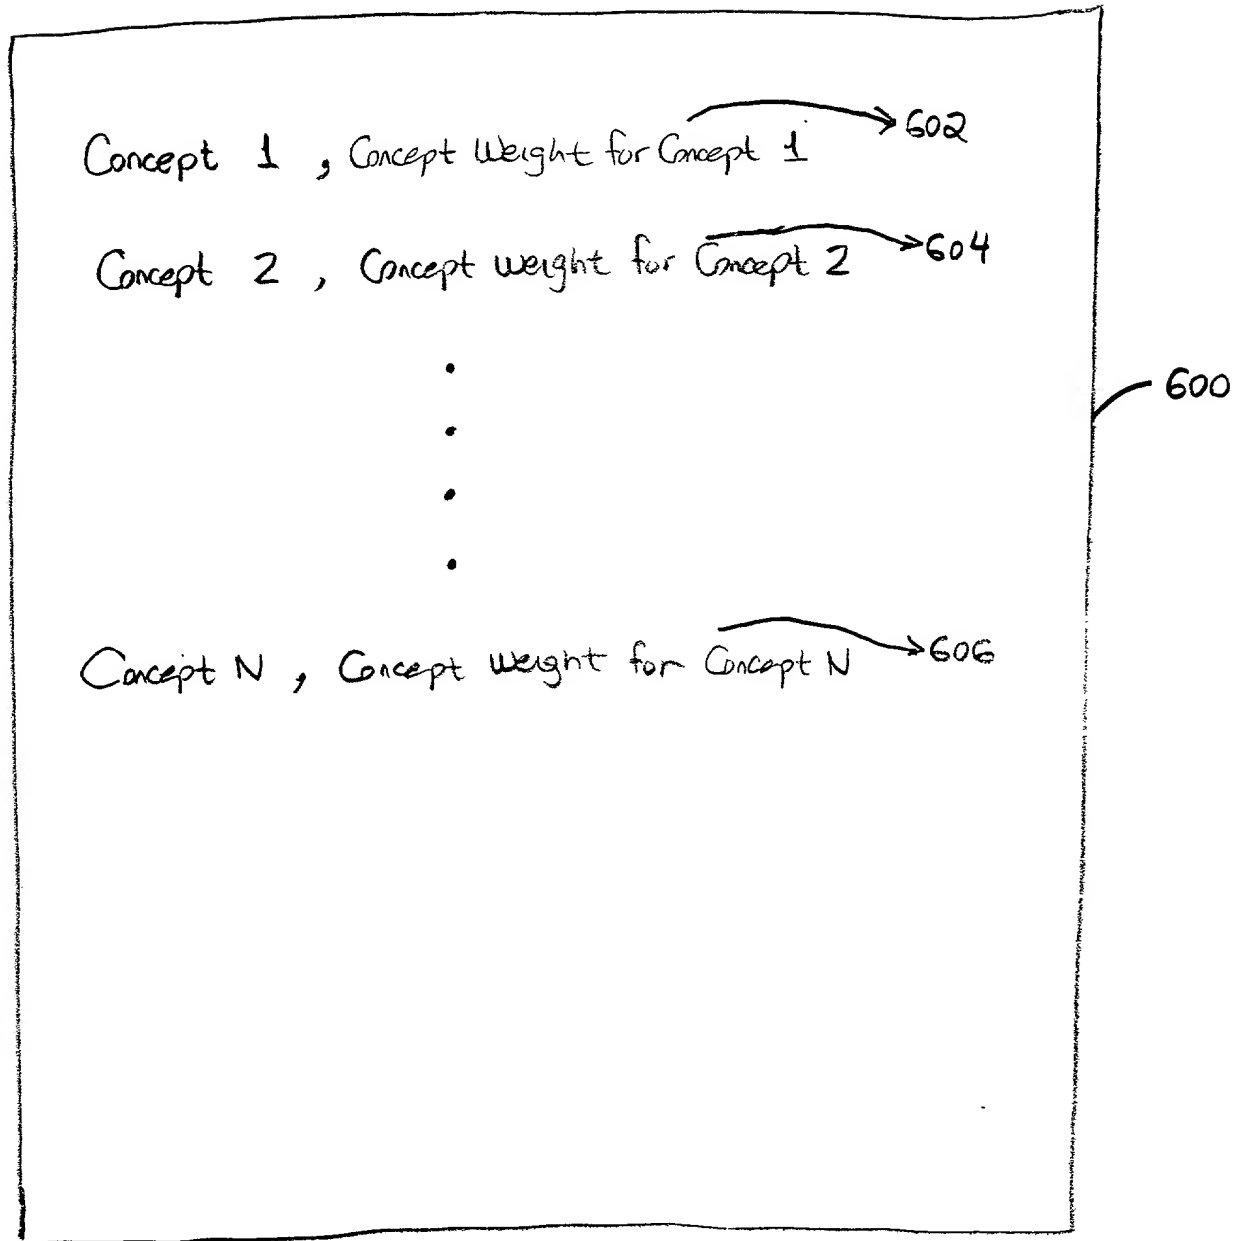 Concept 1 , Concept Weight for Concept 1 602
Concept 2 , Concept weight for Concept 2 604
600
Concept N , Concept weight for Concept N 606